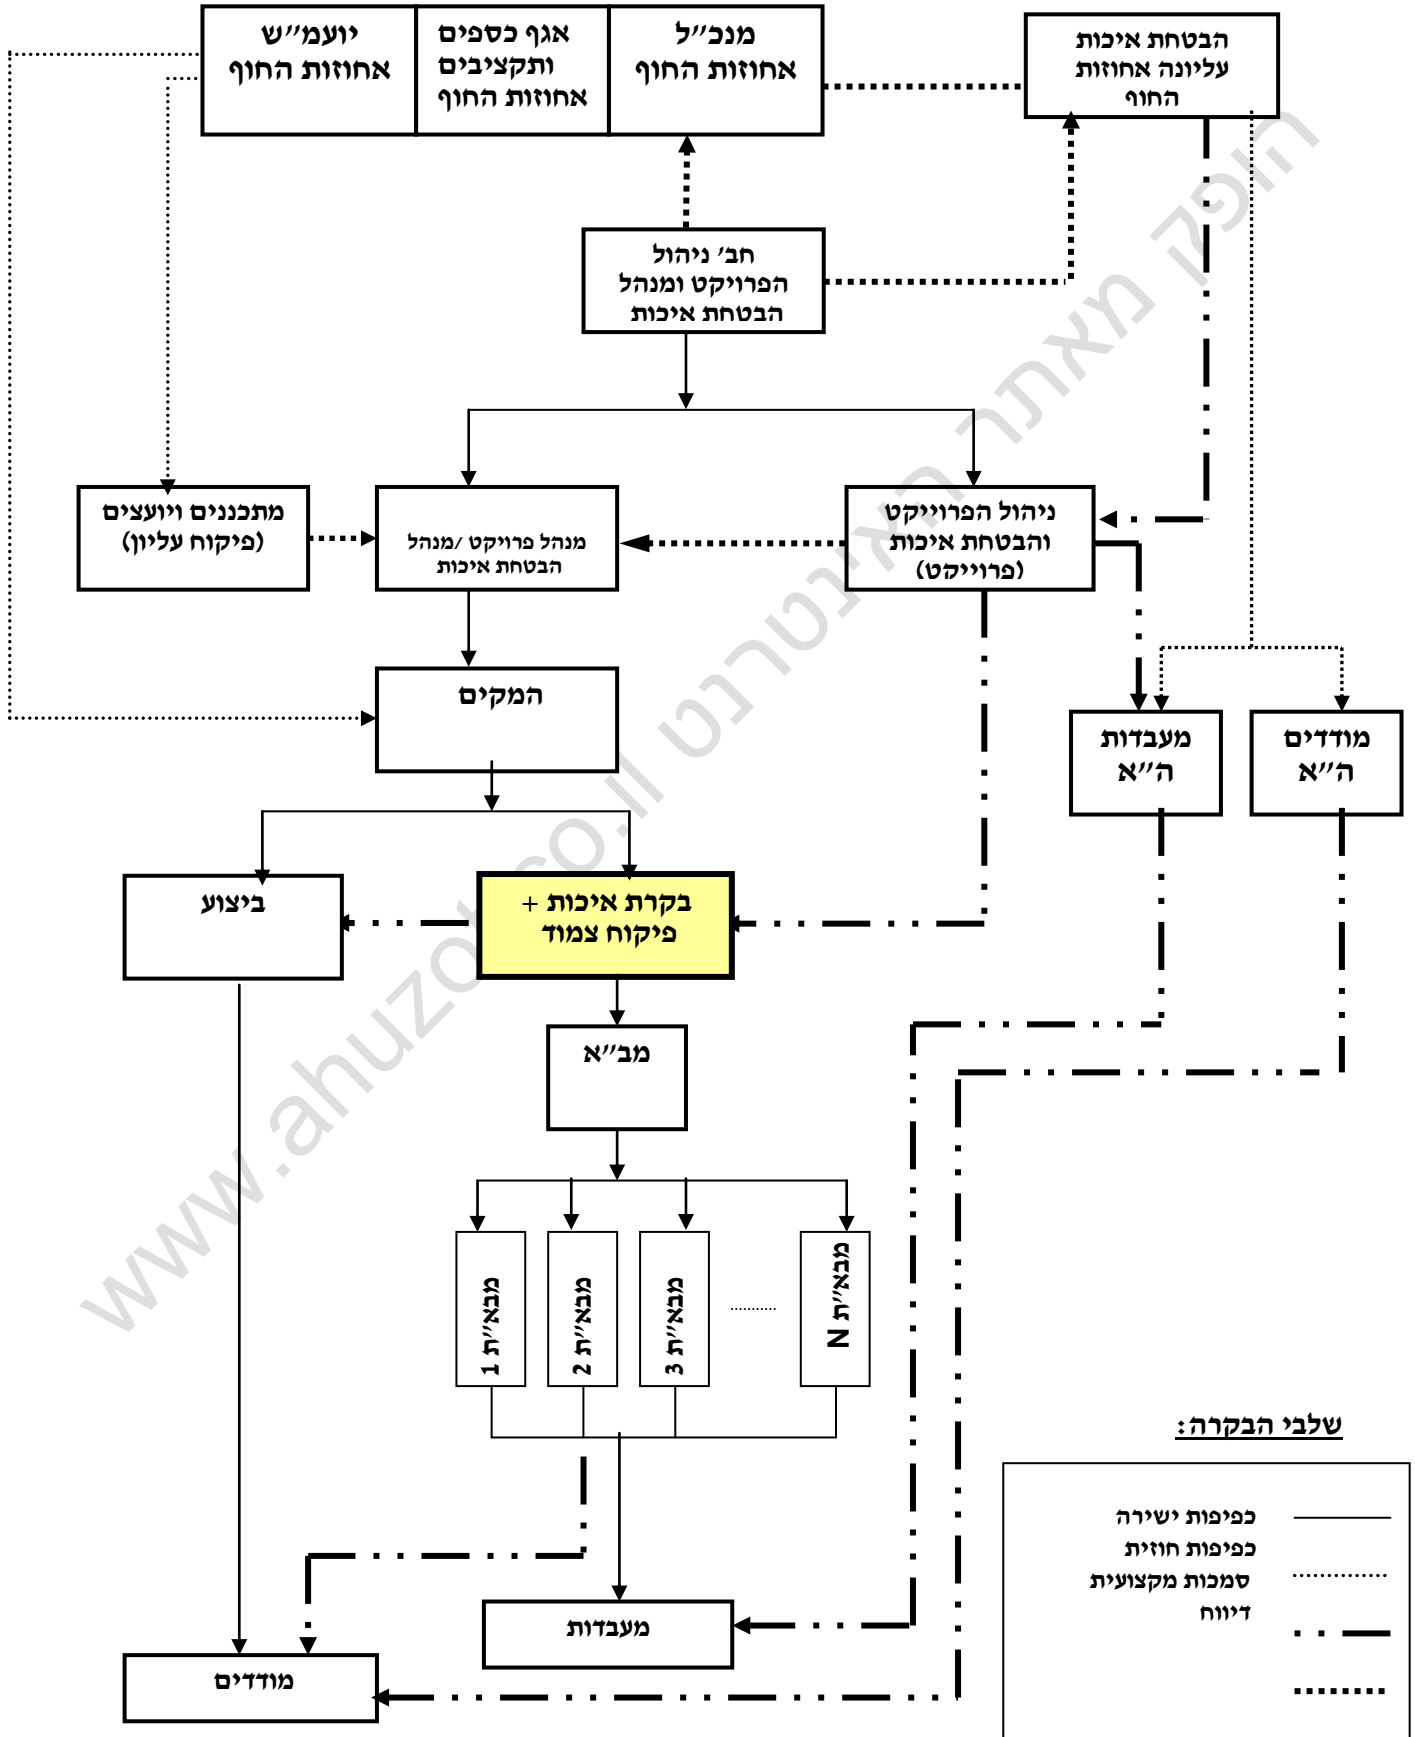 הבטחת איכות
עליונה אחוזות
החוף
מנכ״ל
אחוזות החוף
אגף כספים
ותקציבים
אחוזות החוף
יועמ״ש
אחוזות החוף
חב׳ ניהול
הפרויקט ומנהל
הבטחת איכות
ניהול הפרוייקט
והבטחת איכות
(פרוייקט)
מנהל פרויקט /מנהל
הבטחת איכות
מתכננים ויועצים
(פיקוח עליון)
המקים
מודדים
ה״א
מעבדות
ה״א
בקרת איכות +
פיקוח צמוד
ביצוע
מב״א
מבא״ת 1
מבא״ת 2
מבא״ת 3
............
מבא״ת N
שלבי הבקרה:
כפיפות ישירה
כפיפות חוזית
סמכות מקצועית
דיווח
מעבדות
מודדים
הופק מאתר האינטרנט www.ahuzot.co.il